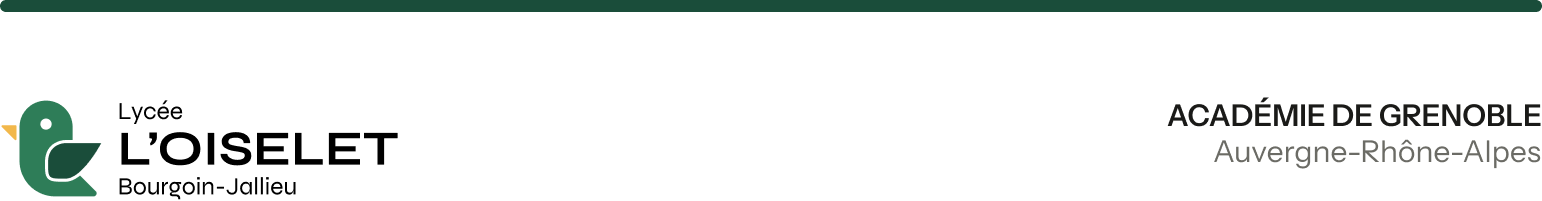 Lycée
L’OISELET
Bourgoin-Jallieu
ACADÉMIE DE GRENOBLE
Auvergne-Rhône-Alpes